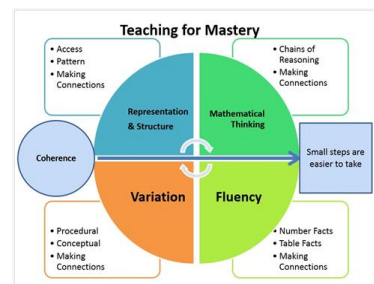 Teaching for Mastery
• Access
• Pattern
• Making
Connections
• Chains of
Reasoning
• Making
Connections
Representation
& Structure
Mathematical
Thinking
Coherence
Small steps are
easier to take
Variation
Fluency
• Procedural
• Conceptual
• Making
Connections
• Number Facts
• Table Facts
• Making
Connections